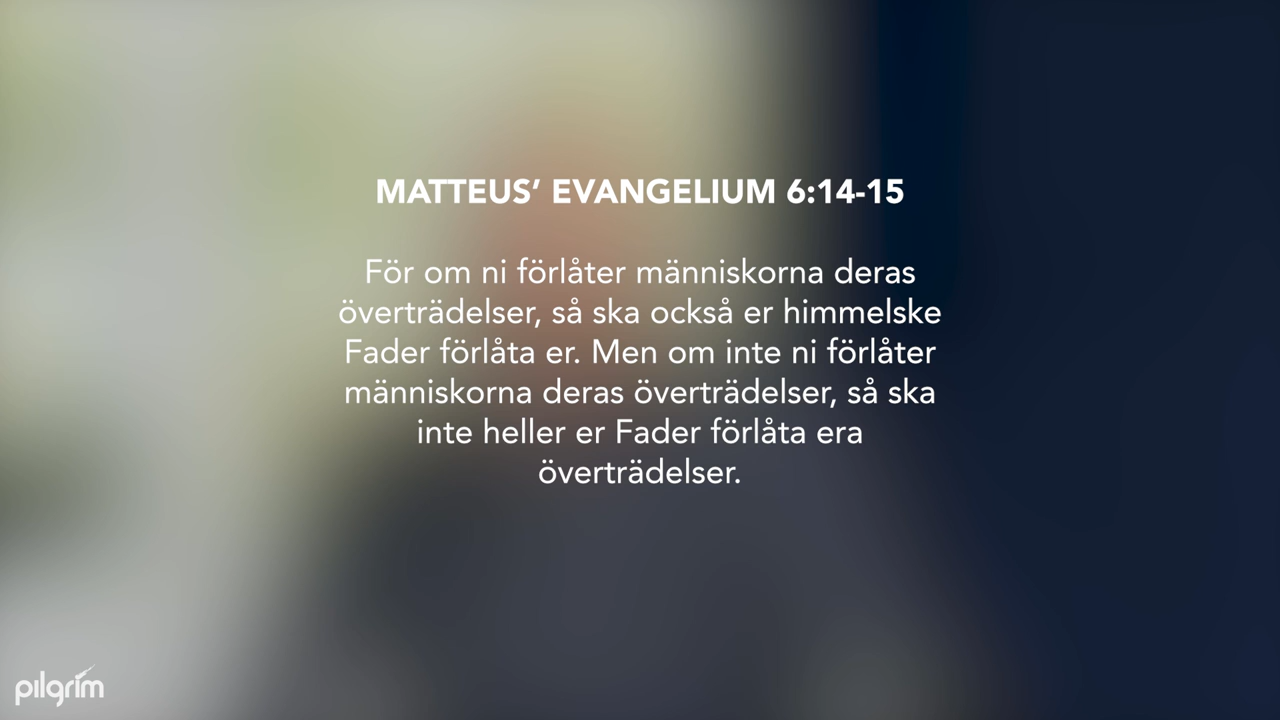 MATTEUS’ EVANGELIUM 6:14-15
För om ni förlåter människorna deras
överträdelser, så ska också er himmelske
Fader förlåta er. Men om inte ni förlåter
människorna deras överträdelser, så ska
inte heller er Fader förlåta era
överträdelser.
pilgrim